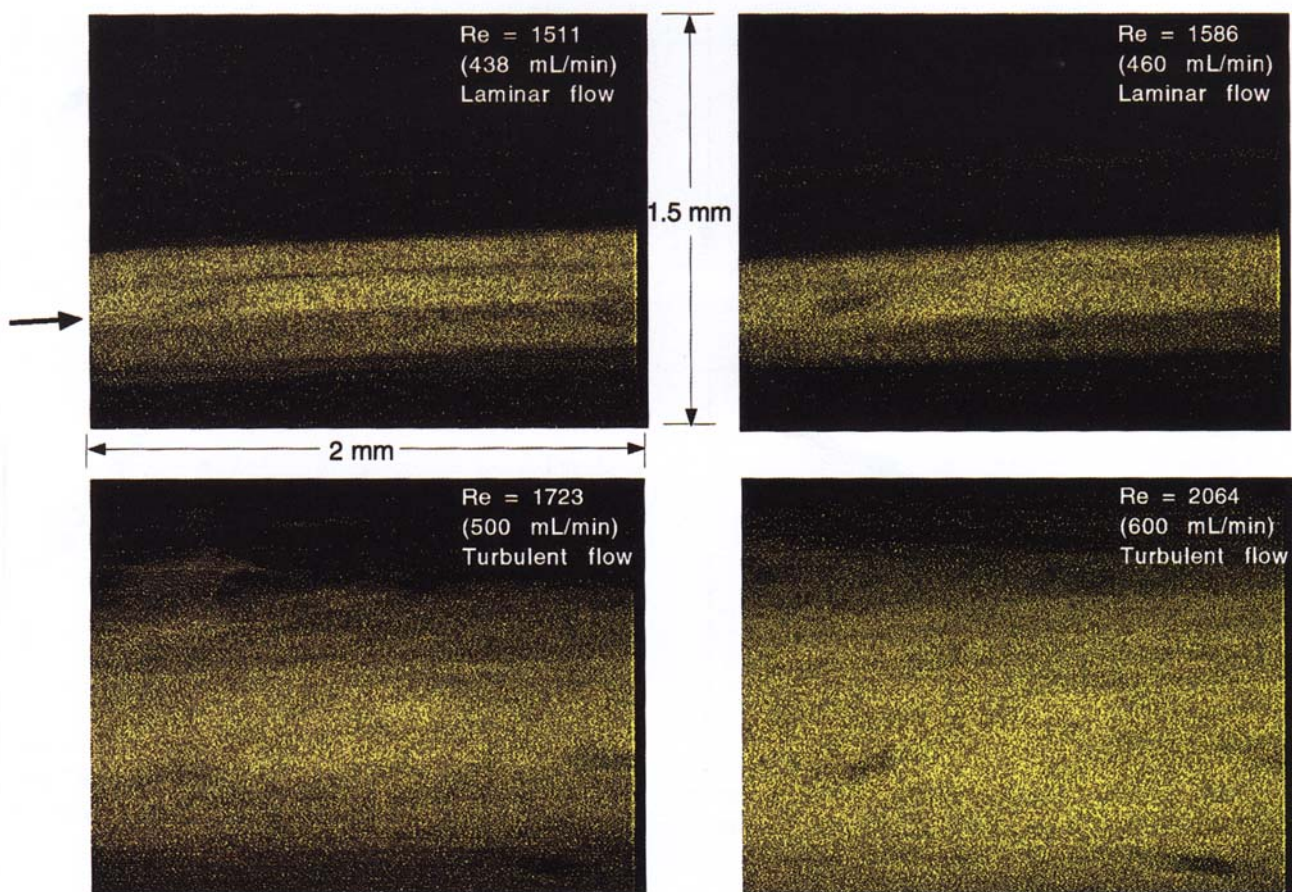 Re = 1511
(438 mL/min)
Laminar flow
Re = 1586
(460 mL/min)
Laminar flow
1.5 mm
2 mm
Re = 1723
(500 mL/min)
Turbulent flow
Re = 2064
(600 mL/min)
Turbulent flow